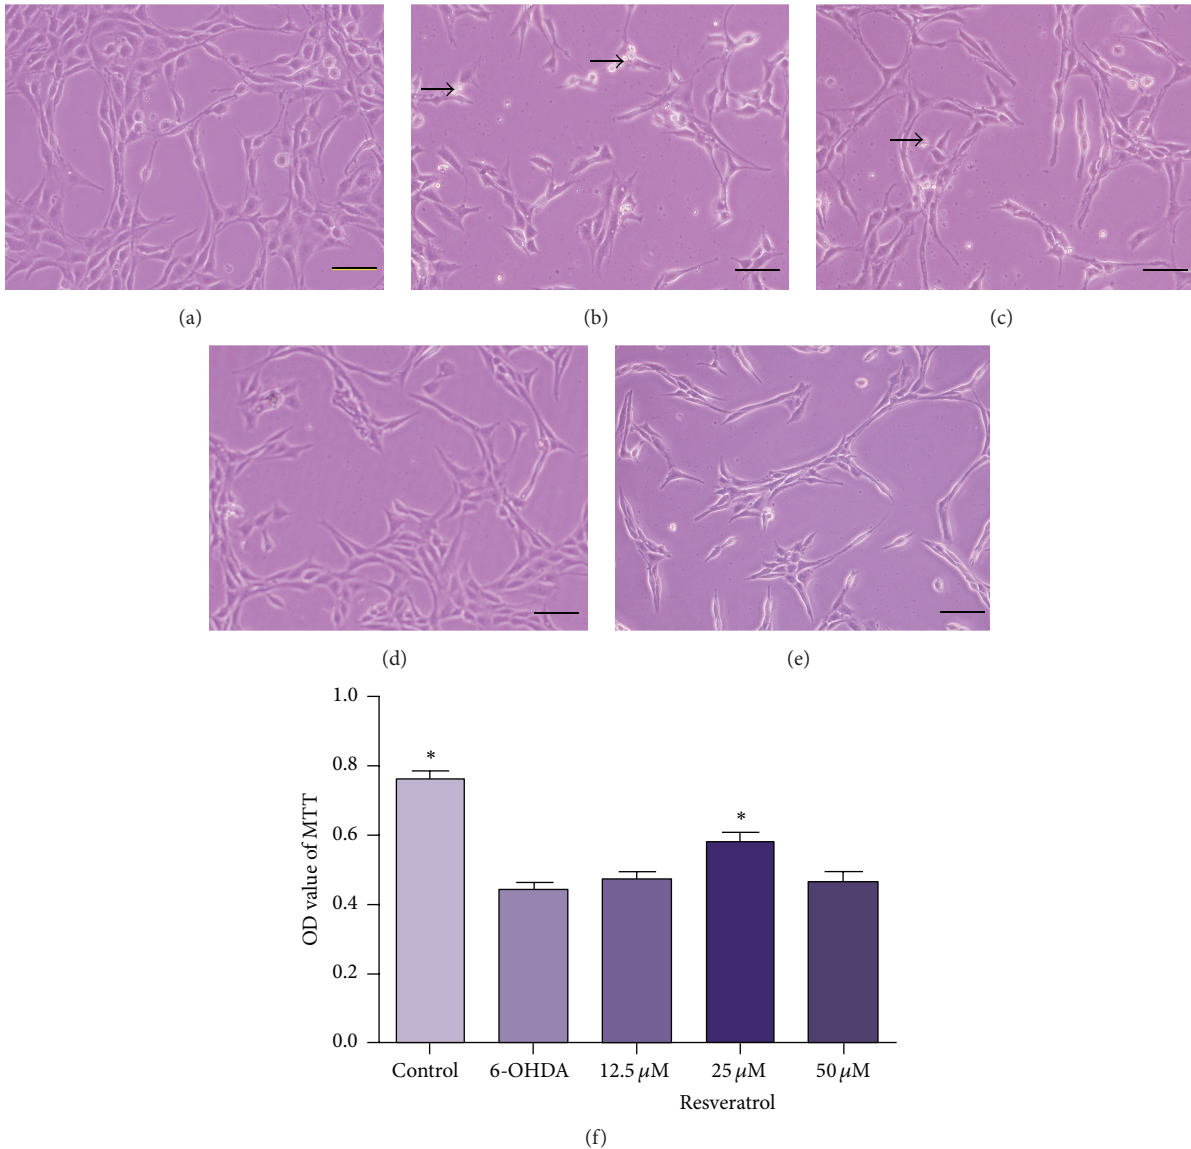 (a)
(b)
(c)
(d)
(e)
1.0
0.8
0.6
0.4
0.2
0.0
OD value of MTT
*
*
Control
6-OHDA
12.5 μM
25 μM
50 μM
Resveratrol
(f)